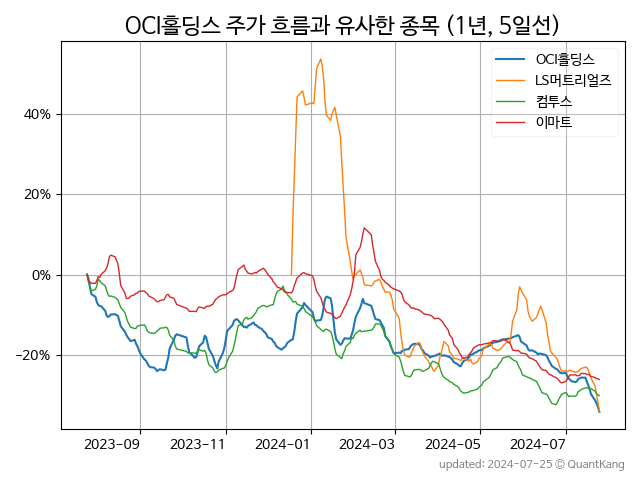 OCI홀딩스 주가 흐름과 유사한 종목 (1년, 5일선)
OCI홀딩스
LS머트리얼즈
컴투스
이마트
40%
20%
0%
−20%
2023-09 2023-11 2024-01 2024-03 2024-05 2024-07
updated: 2024-07-25 © QuantKang